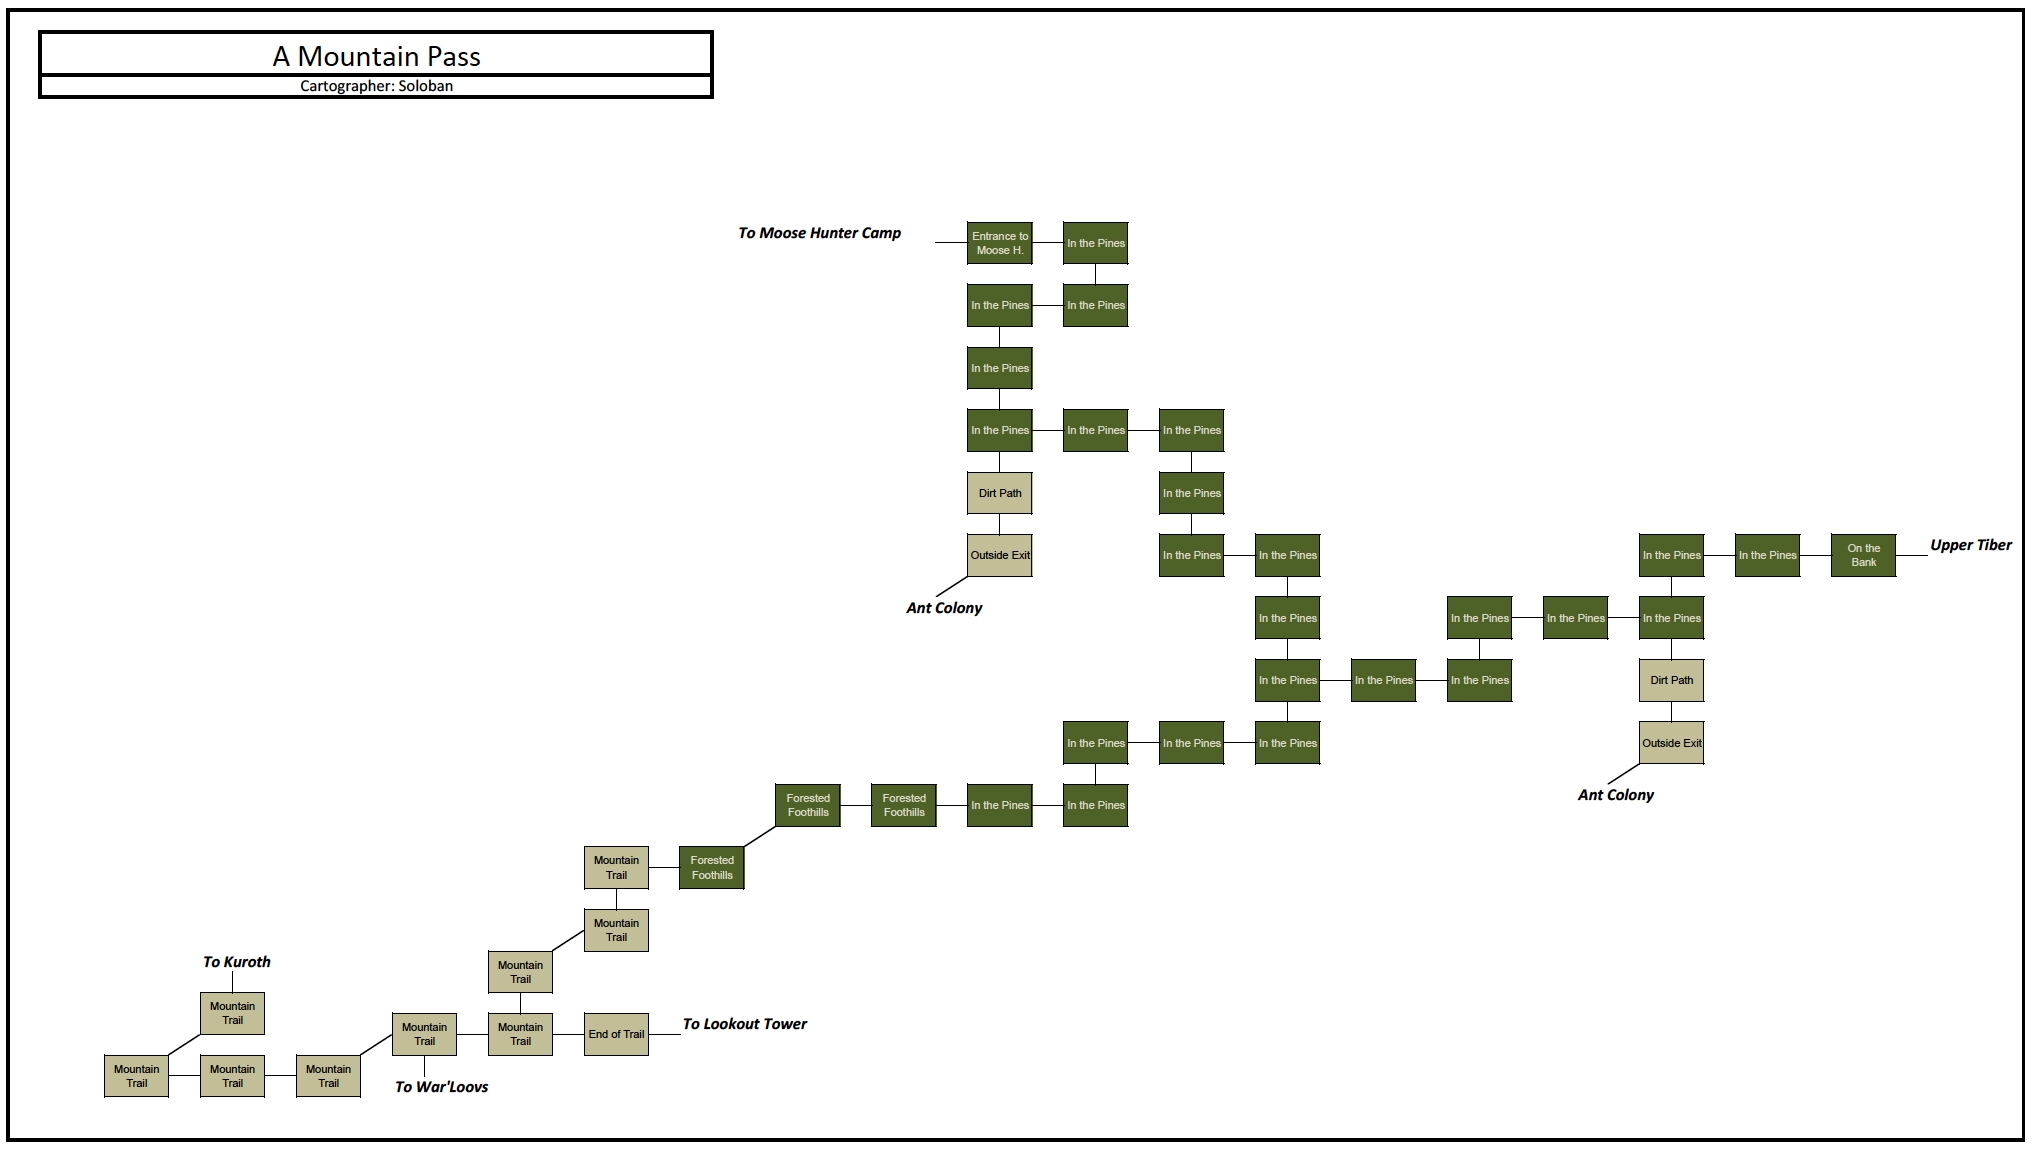 A Mountain Pass
Cartographer: Soloban
To Moose Hunter Camp
Entrance to
Moose H.
In the Pines
In the Pines
In the Pines
In the Pines
In the Pines
In the Pines
In the Pines
Dirt Path
In the Pines
Outside Exit
In the Pines
In the Pines
In the Pines
In the Pines
On the
Bank
Upper Tiber
Ant Colony
In the Pines
In the Pines
In the Pines
In the Pines
In the Pines
In the Pines
In the Pines
Dirt Path
In the Pines
In the Pines
In the Pines
Outside Exit
Ant Colony
Forested
Foothills
Forested
Foothills
In the Pines
In the Pines
Mountain
Trail
Forested
Foothills
Mountain
Trail
To Kuroth
Mountain
Trail
Mountain
Trail
Mountain
Trail
Mountain
Trail
End of Trail
To Lookout Tower
Mountain
Trail
Mountain
Trail
Mountain
Trail
To War'Loovs